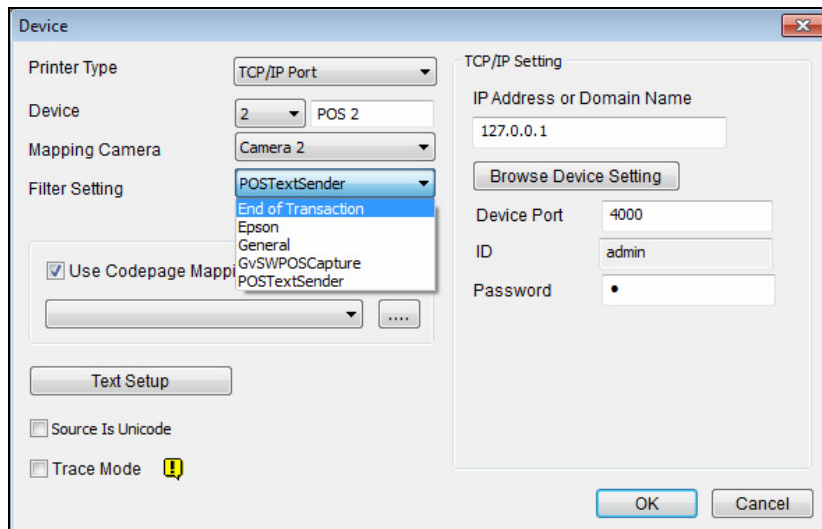 Device
Printer Type
TCP/IP Port
Device
2
POS 2
Mapping Camera
Camera 2
Filter Setting
POSTextSender
End of Transaction
Epson
General
GvSWPOSCapture
POSTextSender
Use Codepage Mappi
....
Text Setup
Source Is Unicode
Trace Mode
TCP/IP Setting
IP Address or Domain Name
127.0.0.1
Browse Device Setting
Device Port
4000
ID
admin
Password
OK
Cancel